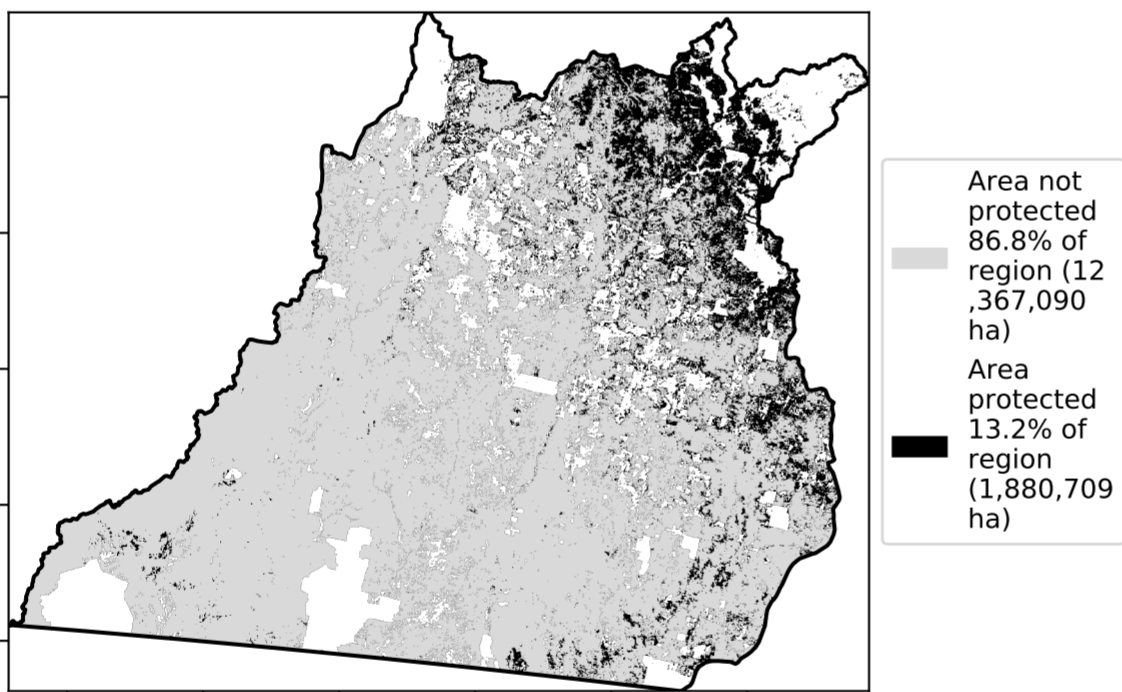 Area not
protected
86.8% of
region (12
,367,090
ha)
Area
protected
13.2% of
region
(1,880,709
ha)